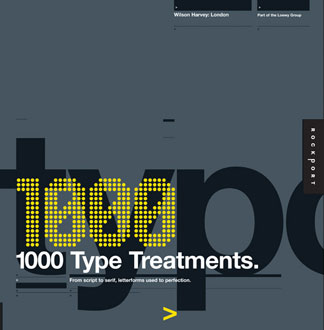 Wilson Harvey: London
Part of the Loewy Group
ROCKPORT
typo
1000
1000 Type Treatments.
From script to serif, letterforms used to perfection.
>